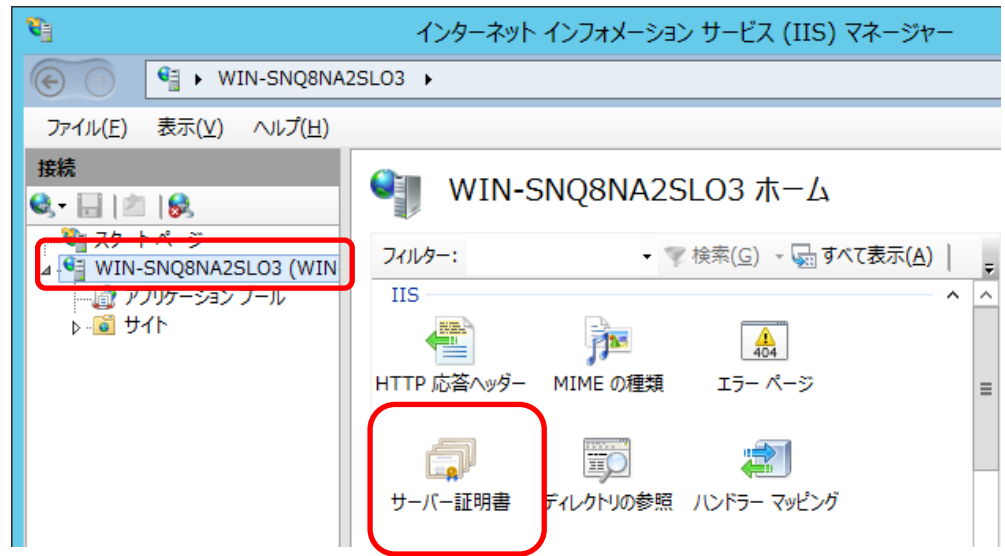 インターネット インフォメーション サービス (IIS) マネージャー
WIN-SNQ8NA2SLO3
ファイル(F) 表示(V) ヘルプ(H)
接続
スタート ページ
WIN-SNQ8NA2SLO3 (WIN
アプリケーション プール
サイト
WIN-SNQ8NA2SLO3 ホーム
フィルター: 検索(G) すべて表示(A)
IIS
HTTP 応答ヘッダー MIME の種類 エラー ページ
404
サーバー証明書 ディレクトリの参照 ハンドラー マッピング